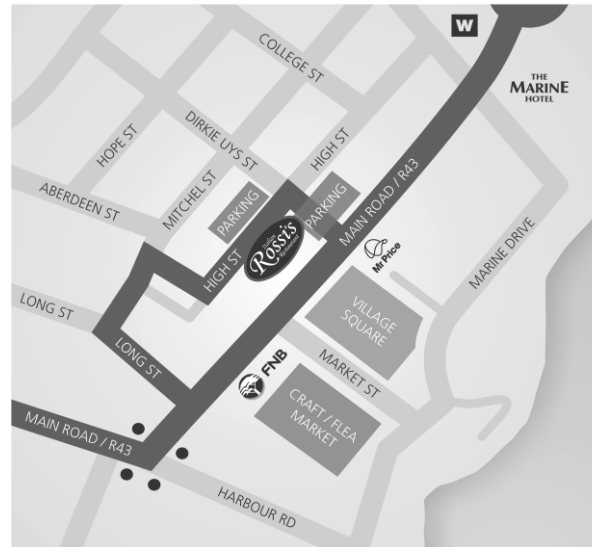 W
THE
MARINE
HOTEL
COLLEGE ST
DIRKIE UYS ST
HIGH ST
HOPE ST
MITCHEL ST
ABERDEEN ST
PARKING
PARKING
MAIN ROAD / R43
Italian
Rossi's
Restaurant
HIGH ST
Mr Price
MARINE DRIVE
VILLAGE
SQUARE
LONG ST
LONG ST
MARKET ST
FNB
CRAFT / FLEA
MARKET
MAIN ROAD / R43
HARBOUR RD